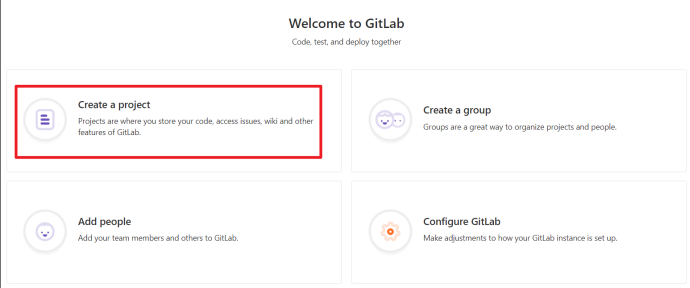 Welcome to GitLab
Code, test, and deploy together
Create a project
Projects are where you store your code, access issues, wiki and other
features of GitLab.
Create a group
Groups are a great way to organize projects and people.
Add people
Add your team members and others to GitLab.
Configure GitLab
Make adjustments to how your GitLab instance is set up.